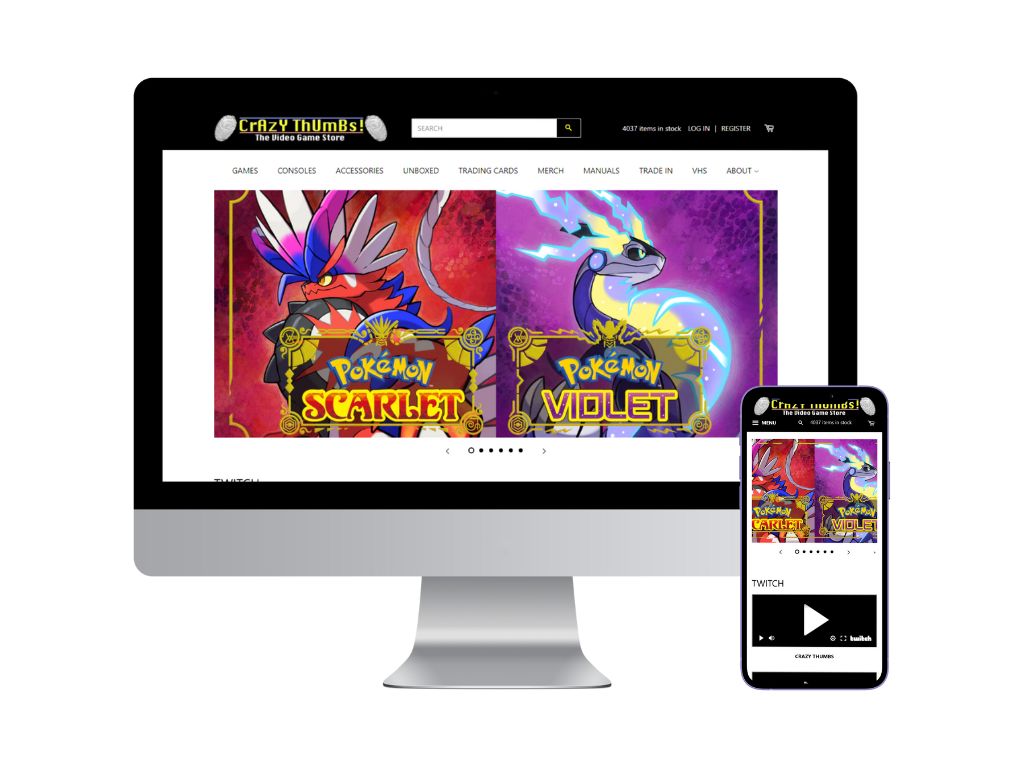 CrAzY ThUmBs!
The Video Game Store
SEARCH
4037 items in stock LOG IN | REGISTER
GAMES CONSOLES ACCESSORIES UNBOXED TRADING CARDS MERCH MANUALS TRADE IN VHS ABOUT
POKéMON POKéMON
SCARLET VIOLET
TWITCH
CrAzY ThUmBs!
The Video Game Store
MENU 4037 items in stock
POKéMON POKéMON
SCARLET VIOLET
TWITCH
twitch
CRAZY THUMBS